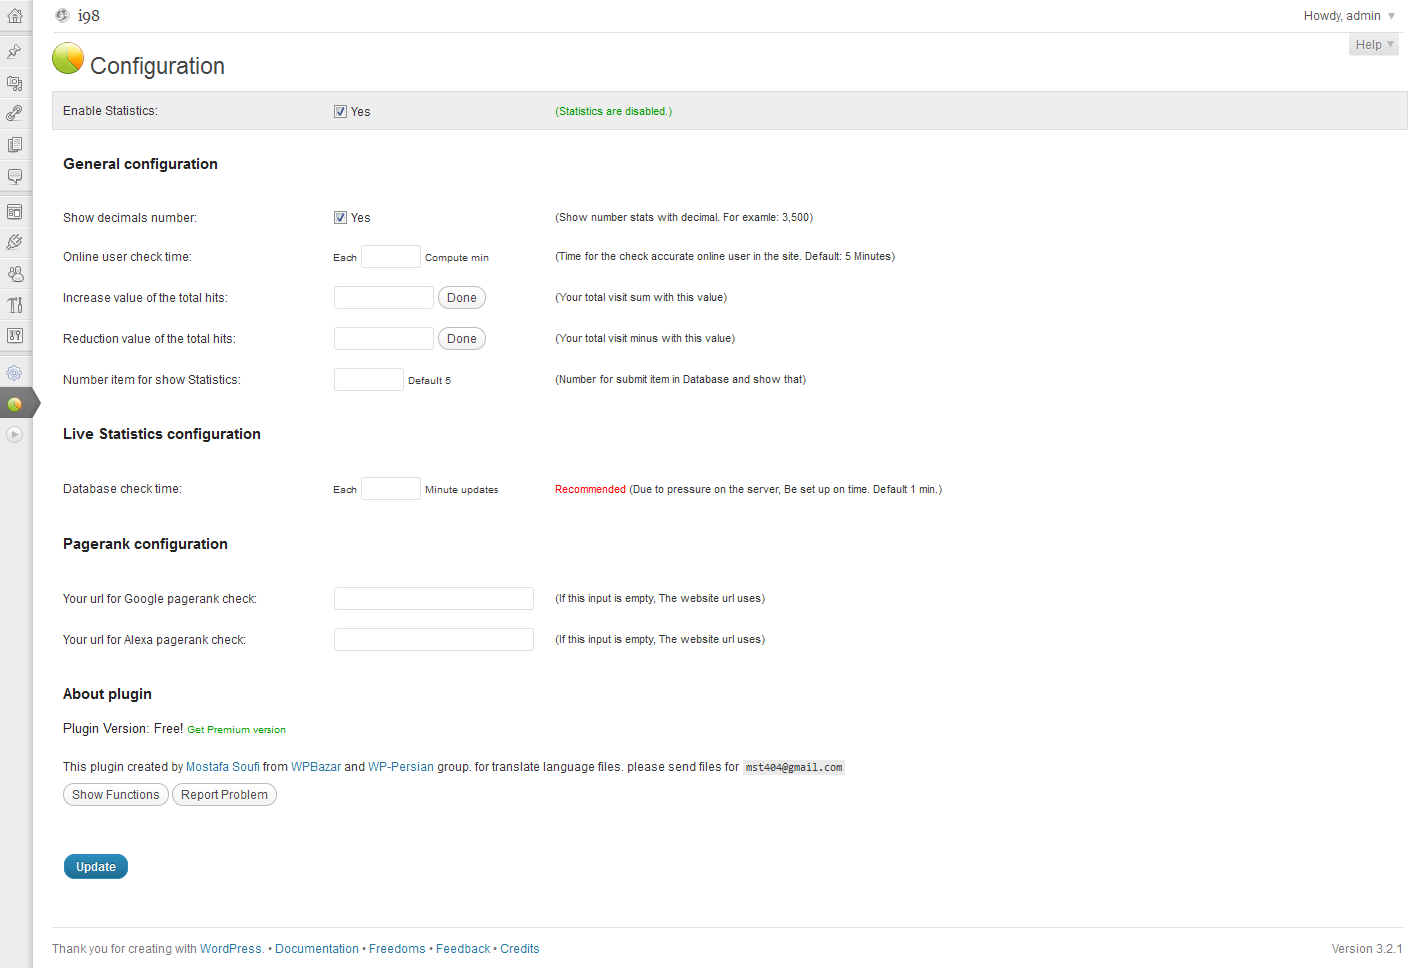 i98
Howdy, admin
Help
Configuration
Enable Statistics: Yes (Statistics are disabled.)
General configuration
Show decimals number: Yes (Show number stats with decimal. For examle: 3,500)
Online user check time: Each Compute min (Time for the check accurate online user in the site. Default: 5 Minutes)
Increase value of the total hits: Done (Your total visit sum with this value)
Reduction value of the total hits: Done (Your total visit minus with this value)
Number item for show Statistics: Default 5 (Number for submit item in Database and show that)
Live Statistics configuration
Database check time: Each Minute updates Recommended (Due to pressure on the server, Be set up on time. Default 1 min.)
Pagerank configuration
Your url for Google pagerank check: (If this input is empty, The website url uses)
Your url for Alexa pagerank check: (If this input is empty, The website url uses)
About plugin
Plugin Version: Free! Get Premium version
This plugin created by Mostafa Soufi from WPBazar and WP-Persian group. for translate language files. please send files for mst404@gmail.com
Show Functions Report Problem
Update
Thank you for creating with WordPress. • Documentation • Freedoms • Feedback • Credits
Version 3.2.1